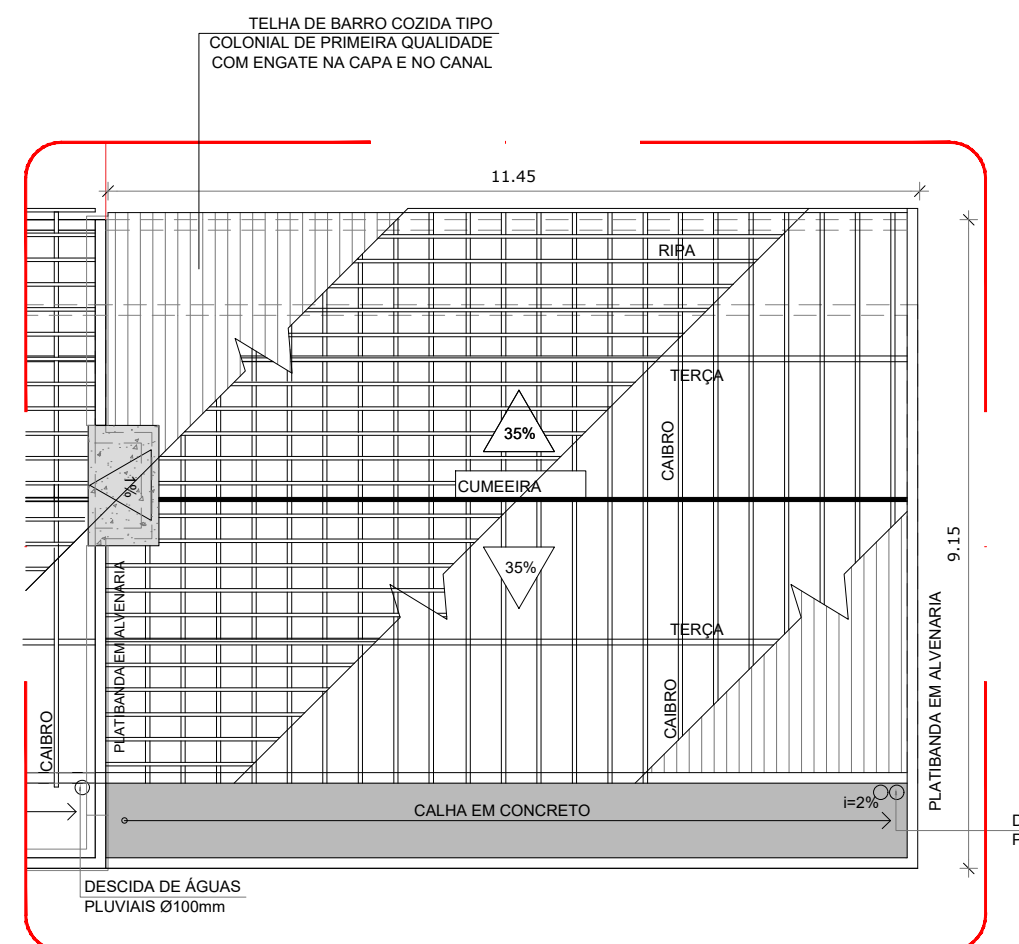 TELHA DE BARRO COZIDA TIPO
COLONIAL DE PRIMEIRA QUALIDADE
COM ENGATE NA CAPA E NO CANAL
11.45
RIPA
TERÇA
CAIBRO
35%
CUMEEIRA
1%
35%
9.15
PLATIBANDA EM ALVENARIA
TERÇA
CAIBRO
CAIBRO
PLATIBANDA EM ALVENARIA
CALHA EM CONCRETO
i=2%
D
P
DESCIDA DE ÁGUAS
PLUVIAIS Ø100mm